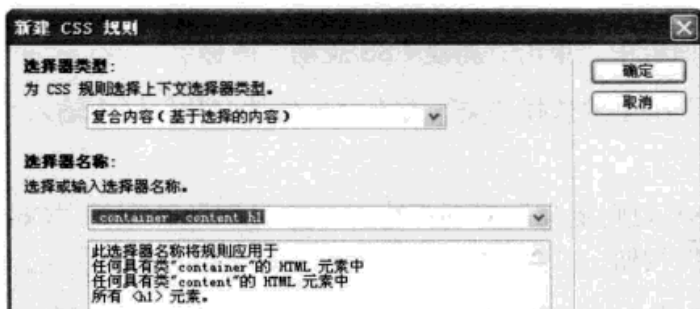 新建 CSS 规则
选择器类型：
为 CSS 规则选择上下文选择器类型。
确定
取消
复合内容（基于选择的内容）
选择器名称：
选择或输入选择器名称。
.container .content h1
此选择器名称将规则应用于
任何具有类"container"的 HTML 元素中
任何具有类"content"的 HTML 元素中
所有 <h1> 元素。